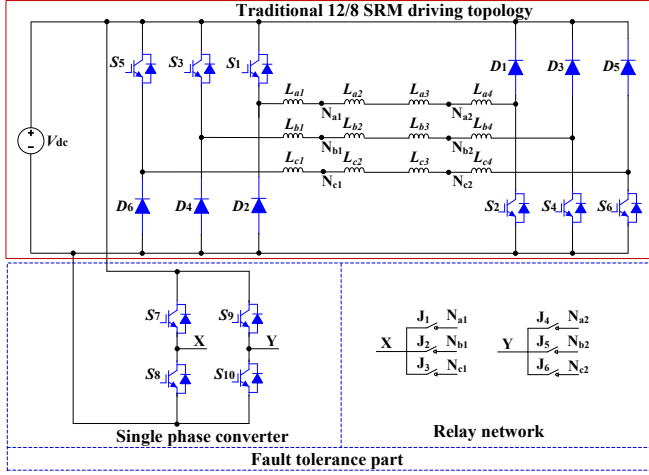 Traditional 12/8 SRM driving topology
S5 S3 S1 D1 D3 D5
La1 La2 La3 La4
Na1 Na2
Vdc
Lb1 Lb2 Lb3 Lb4
Nb1 Nb2
Lc1 Lc2 Lc3 Lc4
Nc1 Nc2
D6 D4 D2 S2 S4 S6
S7 S9
X Y
S8 S10
J1 Na1 J4 Na2
X J2 Nb1 Y J5 Nb2
J3 Nc1 J6 Nc2
Single phase converter
Relay network
Fault tolerance part